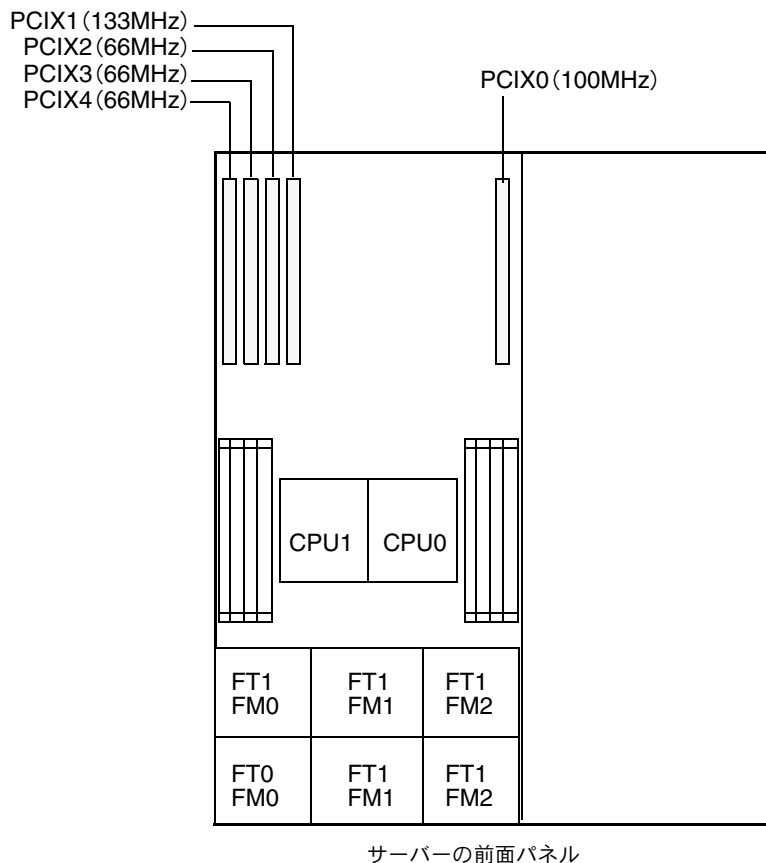 PCIX1(133MHz)
PCIX2(66MHz)
PCIX3(66MHz)
PCIX4(66MHz)
PCIX0(100MHz)
CPU1
CPU0
FT1
FM0
FT1
FM1
FT1
FM2
FT0
FM0
FT1
FM1
FT1
FM2
サーバーの前面パネル